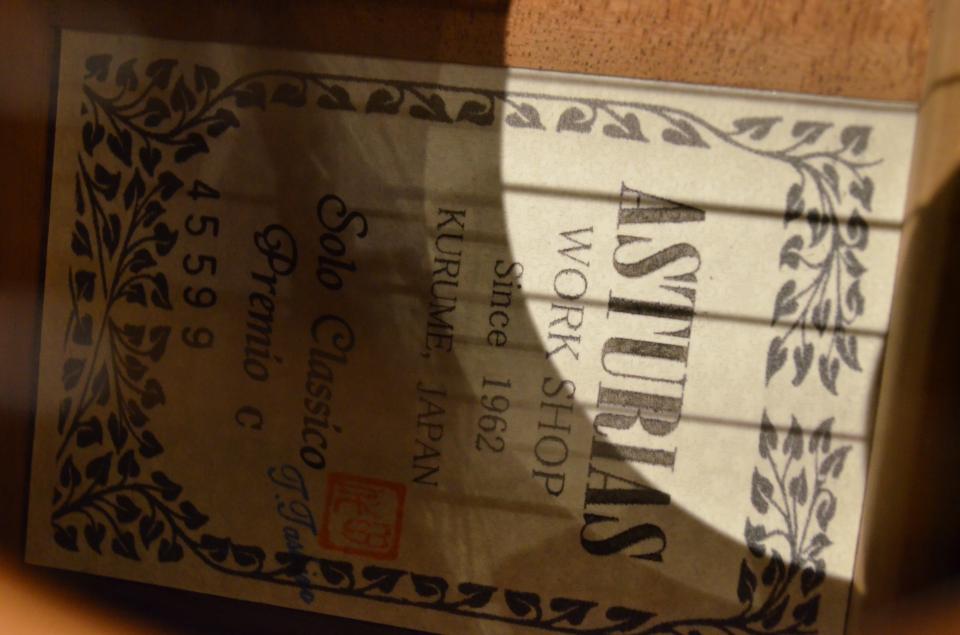 ASTURIAS
WORK SHOP
Since 1962
KURUME, JAPAN
Solo Classico
Premio C
45599